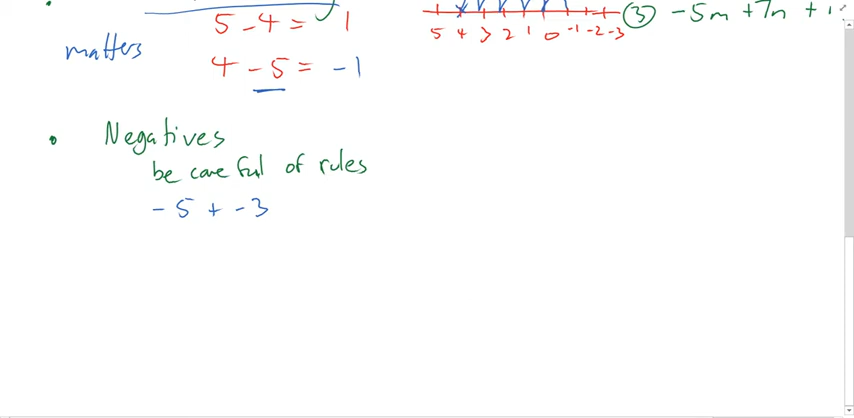 5 - 4 = 1
matters
4 - 5 = -1
5 4 3 2 1 0 -1 -2 -3
③ -5m + 7n +
• Negatives
be careful of rules
- 5 + - 3